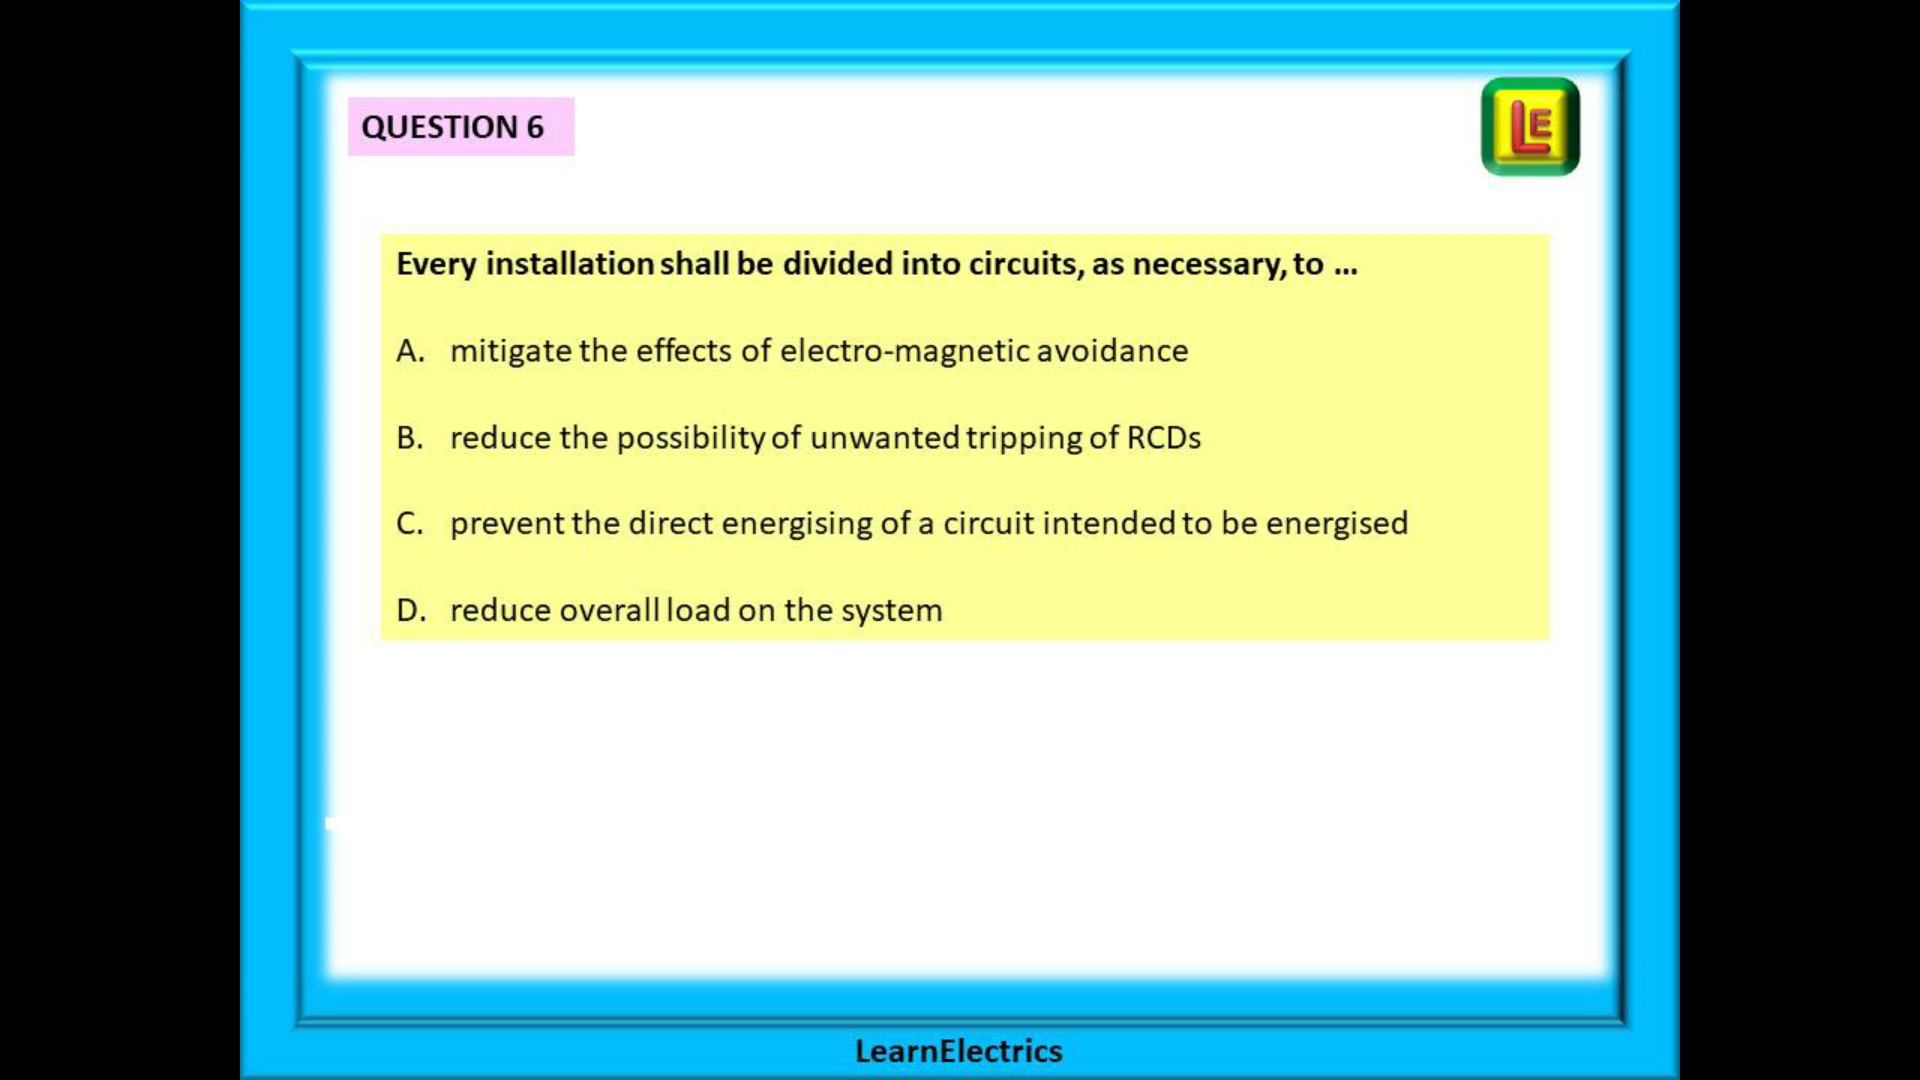 QUESTION 6
LE
Every installation shall be divided into circuits, as necessary, to ...
A. mitigate the effects of electro-magnetic avoidance
B. reduce the possibility of unwanted tripping of RCDs
C. prevent the direct energising of a circuit intended to be energised
D. reduce overall load on the system
LearnElectrics